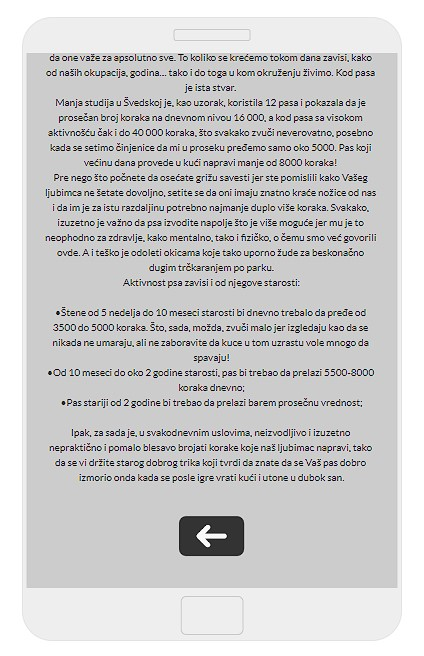 da one važe za apsolutno sve. To koliko se krećemo tokom dana zavisi, kako
od naših okupacija, godina... tako i do toga u kom okruženju živimo. Kod pasa
je ista stvar.
Manja studija u Švedskoj je, kao uzorak, koristila 12 pasa i pokazala da je
prosečan broj koraka na dnevnom nivou 16 000, a kod pasa sa visokom
aktivnošću čak i do 40 000 koraka, što svakako zvuči neverovatno, posebno
kada se setimo činjenice da mi u proseku pređemo samo oko 5000. Pas koji
većinu dana provede u kući napravi manje od 8000 koraka!
Pre nego što počnete da osećate grižu savesti jer ste pomislili kako Vašeg
ljubimca ne šetate dovoljno, setite se da oni imaju znatno kraće nožice od nas
i da im je za istu razdaljinu potrebno najmanje duplo više koraka. Svakako,
izuzetno je važno da psa izvodite napolje što je više moguće jer mu je to
neophodno za zdravlje, kako mentalno, tako i fizičko, o čemu smo već govorili
ovde. A i teško je odoleti okicama koje tako uporno žude za beskonačno
dugim trčkaranjem po parku.
Aktivnost psa zavisi i od njegove starosti:
•Štene od 5 nedelja do 10 meseci starosti bi dnevno trebalo da pređe od
3500 do 5000 koraka. Što, sada, možda, zvuči malo jer izgledaju kao da se
nikada ne umaraju, ali ne zaboravite da kuce u tom uzrastu vole mnogo da
spavaju!
•Od 10 meseci do oko 2 godine starosti, pas bi trebao da prelazi 5500-8000
koraka dnevno;
•Pas stariji od 2 godine bi trebao da prelazi barem prosečnu vrednost;
Ipak, za sada je, u svakodnevnim uslovima, neizvodljivo i izuzetno
nepraktično i pomalo blesavo brojati korake koje naš ljubimac napravi, tako
da se vi držite starog dobrog trika koji tvrdi da znate da se Vaš pas dobro
izmorio onda kada se posle igre vrati kući i utone u dubok san.